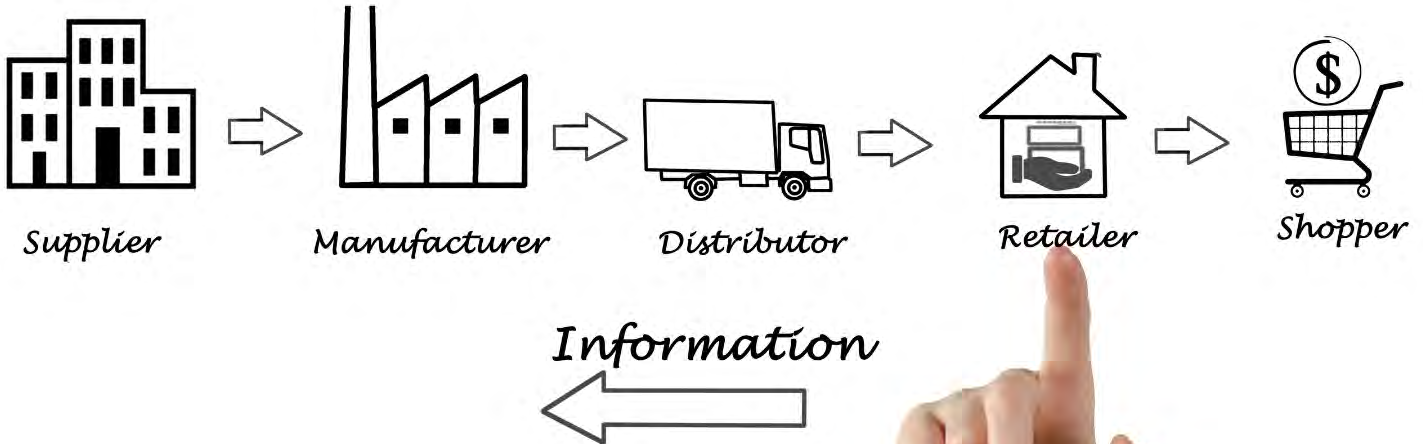 $
Supplier
Manufacturer
Distributor
Retailer
Shopper
Information